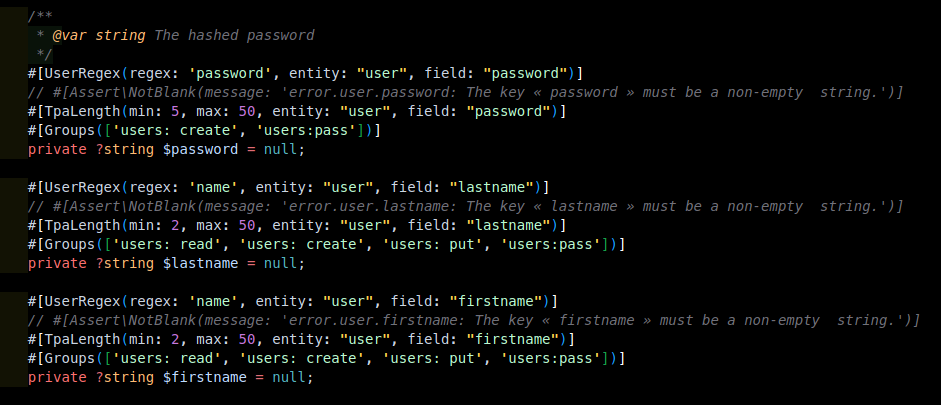 /**
 * @var string The hashed password
 */
#[UserRegex(regex: 'password', entity: "user", field: "password")]
// #[Assert\NotBlank(message: 'error.user.password: The key « password » must be a non-empty  string.')]
#[TpaLength(min: 5, max: 50, entity: "user", field: "password")]
#[Groups(['users: create', 'users:pass'])]
private ?string $password = null;
#[UserRegex(regex: 'name', entity: "user", field: "lastname")]
// #[Assert\NotBlank(message: 'error.user.lastname: The key « lastname » must be a non-empty  string.')]
#[TpaLength(min: 2, max: 50, entity: "user", field: "lastname")]
#[Groups(['users: read', 'users: create', 'users: put', 'users:pass'])]
private ?string $lastname = null;
#[UserRegex(regex: 'name', entity: "user", field: "firstname")]
// #[Assert\NotBlank(message: 'error.user.firstname: The key « firstname » must be a non-empty  string.')]
#[TpaLength(min: 2, max: 50, entity: "user", field: "firstname")]
#[Groups(['users: read', 'users: create', 'users: put', 'users:pass'])]
private ?string $firstname = null;